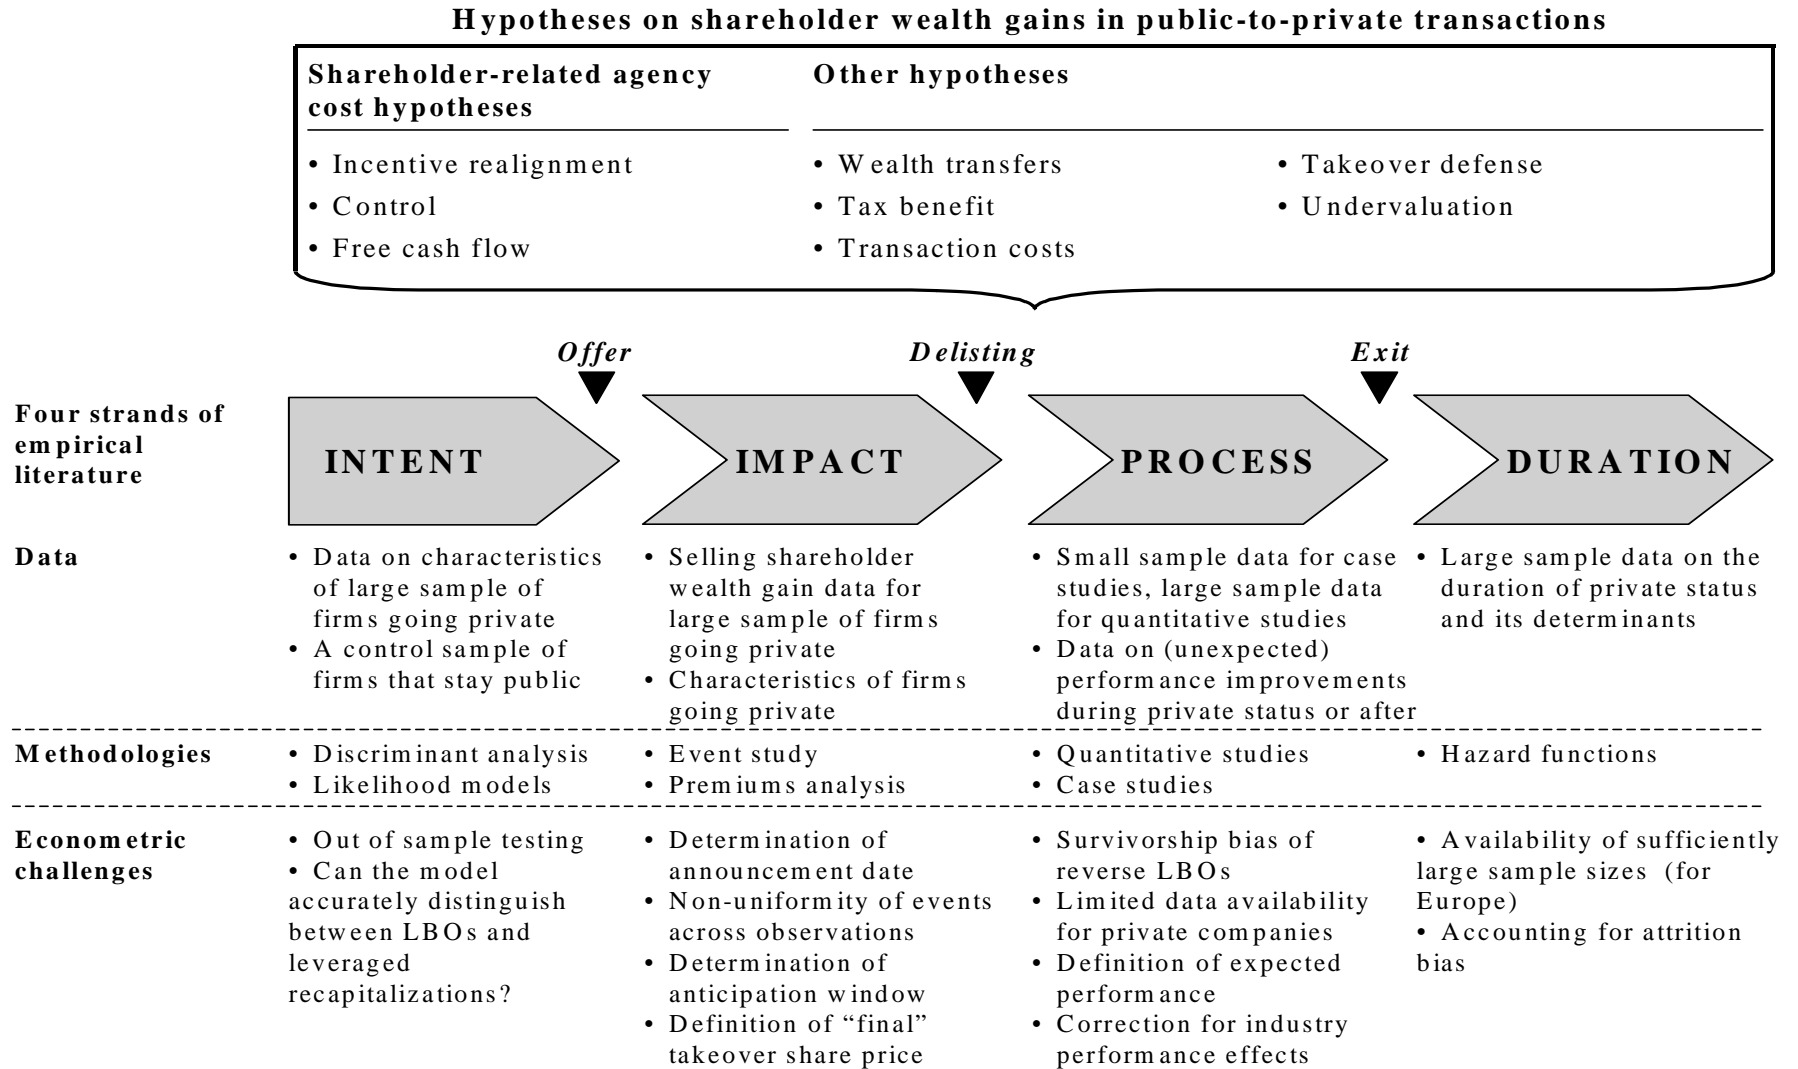 Hypotheses on shareholder wealth gains in public-to-private transactions
Shareholder-related agency
cost hypotheses
• Incentive realignment
• Control
• Free cash flow
Other hypotheses
• Wealth transfers
• Tax benefit
• Transaction costs
• Takeover defense
• Undervaluation
Offer
Delisting
Exit
Four strands of
empirical
literature
INTENT
IMPACT
PROCESS
DURATION
Data
• Data on characteristics
of large sample of
firms going private
• A control sample of
firms that stay public
• Selling shareholder
wealth gain data for
large sample of firms
going private
• Characteristics of firms
going private
• Small sample data for case
studies, large sample data
for quantitative studies
• Data on (unexpected)
performance improvements
during private status or after
• Large sample data on the
duration of private status
and its determinants
Methodologies
• Discriminant analysis
• Likelihood models
• Event study
• Premiums analysis
• Quantitative studies
• Case studies
• Hazard functions
Econometric
challenges
• Out of sample testing
• Can the model
accurately distinguish
between LBOs and
leveraged
recapitalizations?
• Determination of
announcement date
• Non-uniformity of events
across observations
• Determination of
anticipation window
• Definition of “final”
takeover share price
• Survivorship bias of
reverse LBOs
• Limited data availability
for private companies
• Definition of expected
performance
• Correction for industry
performance effects
• Availability of sufficiently
large sample sizes (for
Europe)
• Accounting for attrition
bias